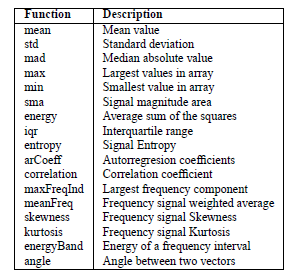 Function Description
mean Mean value
std Standard deviation
mad Median absolute value
max Largest values in array
min Smallest value in array
sma Signal magnitude area
energy Average sum of the squares
iqr Interquartile range
entropy Signal Entropy
arCoeff Autorregresion coefficients
correlation Correlation coefficient
maxFreqInd Largest frequency component
meanFreq Frequency signal weighted average
skewness Frequency signal Skewness
kurtosis Frequency signal Kurtosis
energyBand Energy of a frequency interval
angle Angle between two vectors